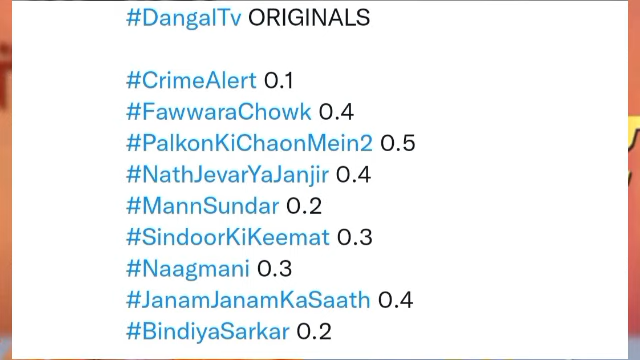 #DangalTv ORIGINALS
#CrimeAlert 0.1
#FawwaraChowk 0.4
#PalkonKiChaonMein2 0.5
#NathJevarYaJanjir 0.4
#MannSundar 0.2
#SindoorKiKeemat 0.3
#Naagmani 0.3
#JanamJanamKaSaath 0.4
#BindiyaSarkar 0.2